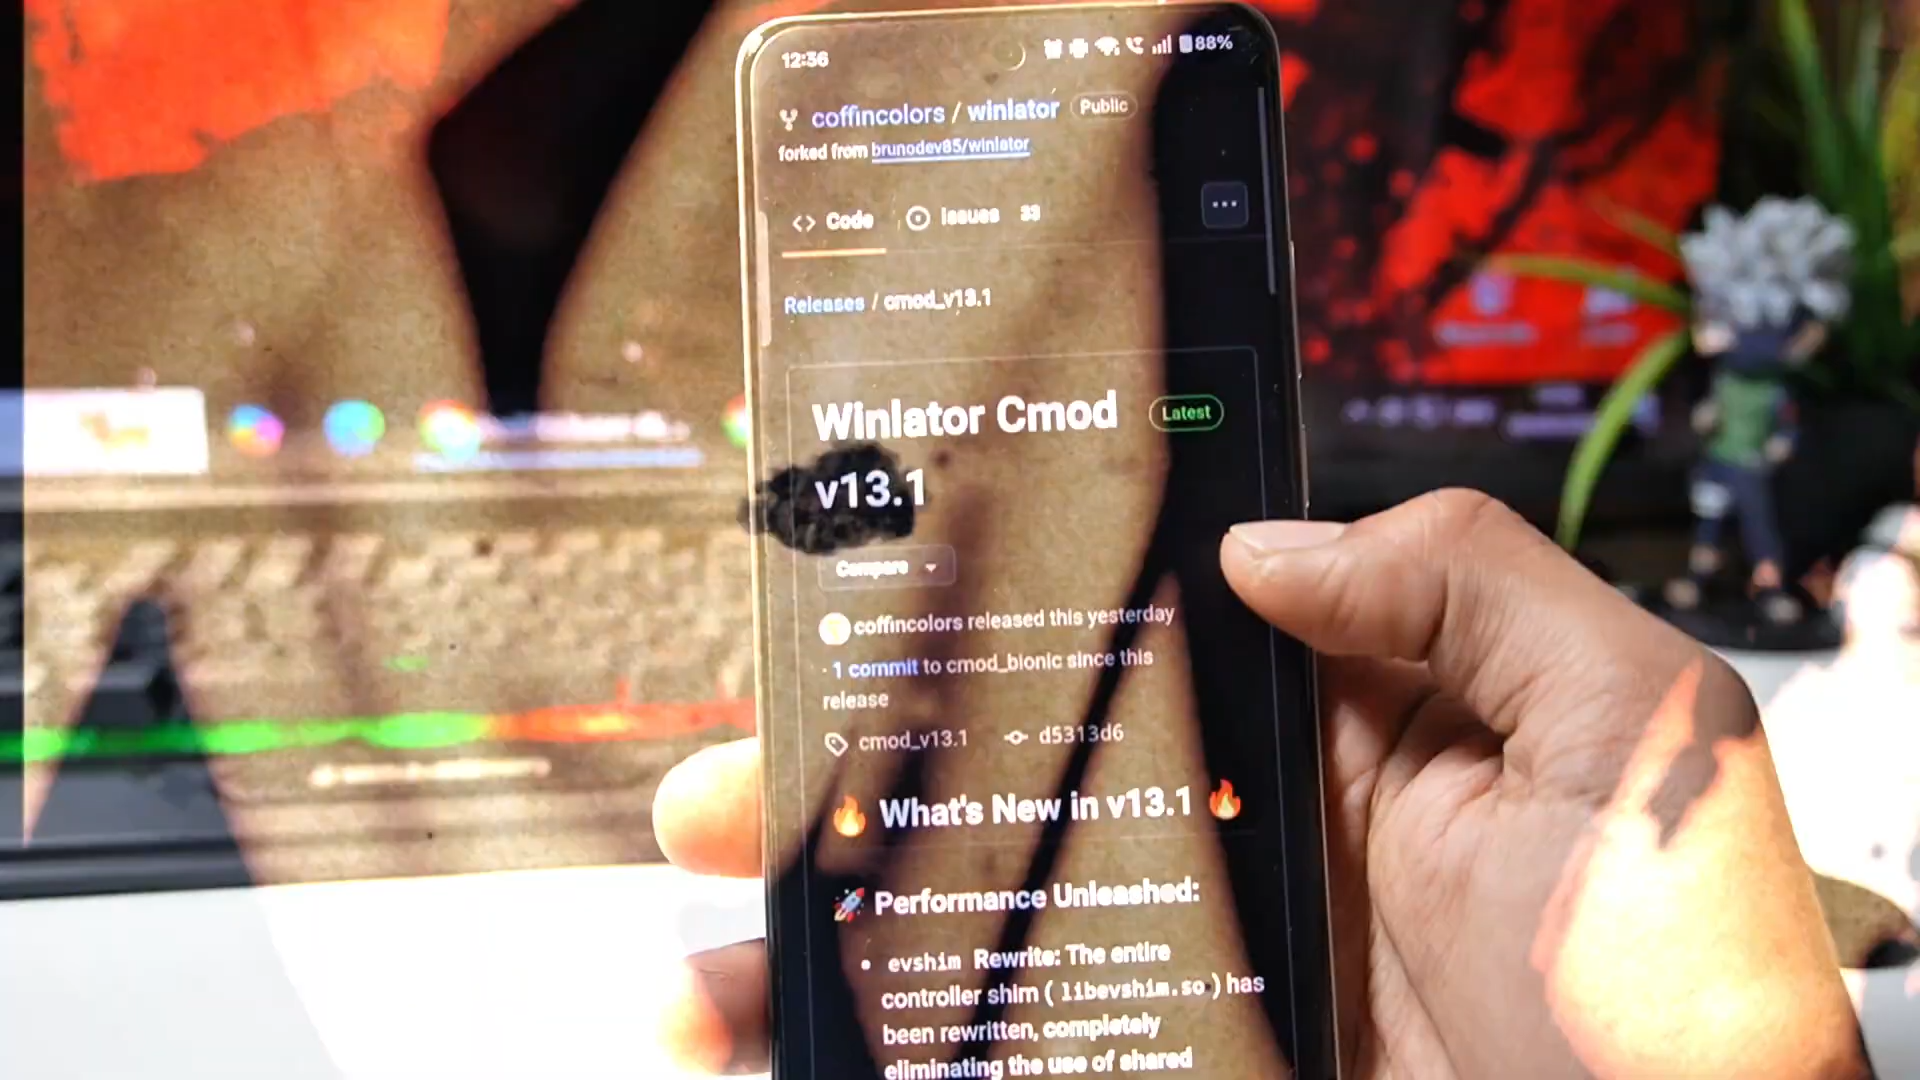 12:36
88%
coffincolors / winlator Public
forked from brunodev85/winlator
Code Issues 33
Releases / cmod_v13.1
Winlator Cmod Latest
v13.1
Compare
coffincolors released this yesterday
· 1 commit to cmod_bionic since this
release
cmod_v13.1 d5313d6
🔥 What's New in v13.1 🔥
🚀 Performance Unleashed:
• evshim Rewrite: The entire
controller shim ( libevshim.so ) has
been rewritten, completely
eliminating the use of shared